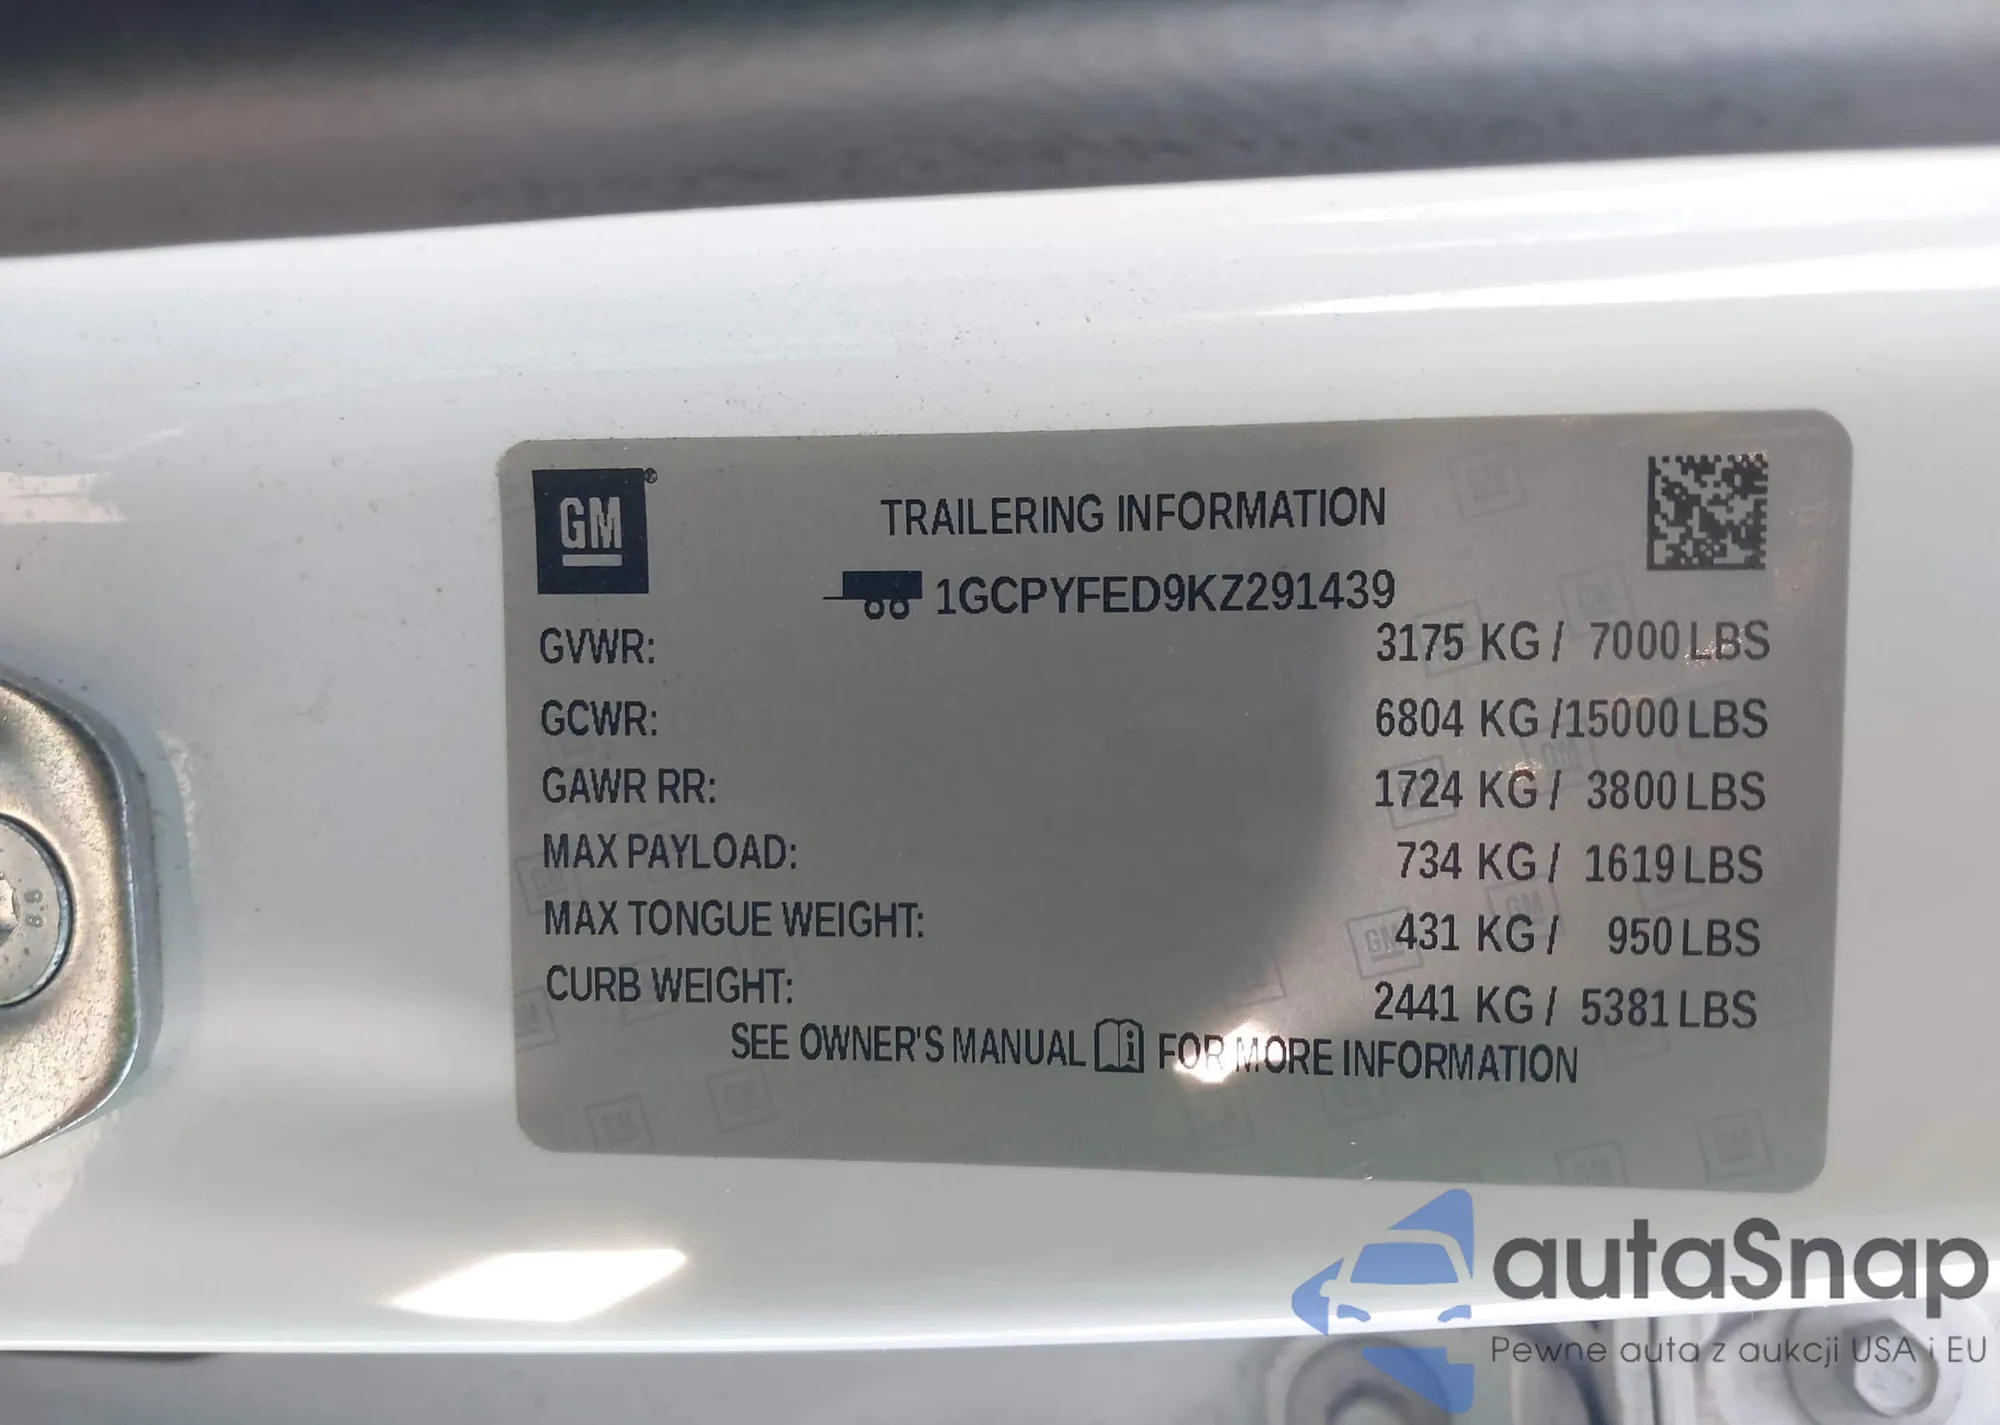 GM
TRAILERING INFORMATION
1GCPYFED9KZ291439
GVWR: 3175 KG / 7000 LBS
GCWR: 6804 KG /15000 LBS
GAWR RR: 1724 KG / 3800 LBS
MAX PAYLOAD: 734 KG / 1619 LBS
MAX TONGUE WEIGHT: 431 KG / 950 LBS
CURB WEIGHT: 2441 KG / 5381 LBS
SEE OWNER'S MANUAL i FOR MORE INFORMATION
8.8
autaSnap
Pewne auta z aukcji USA i EU